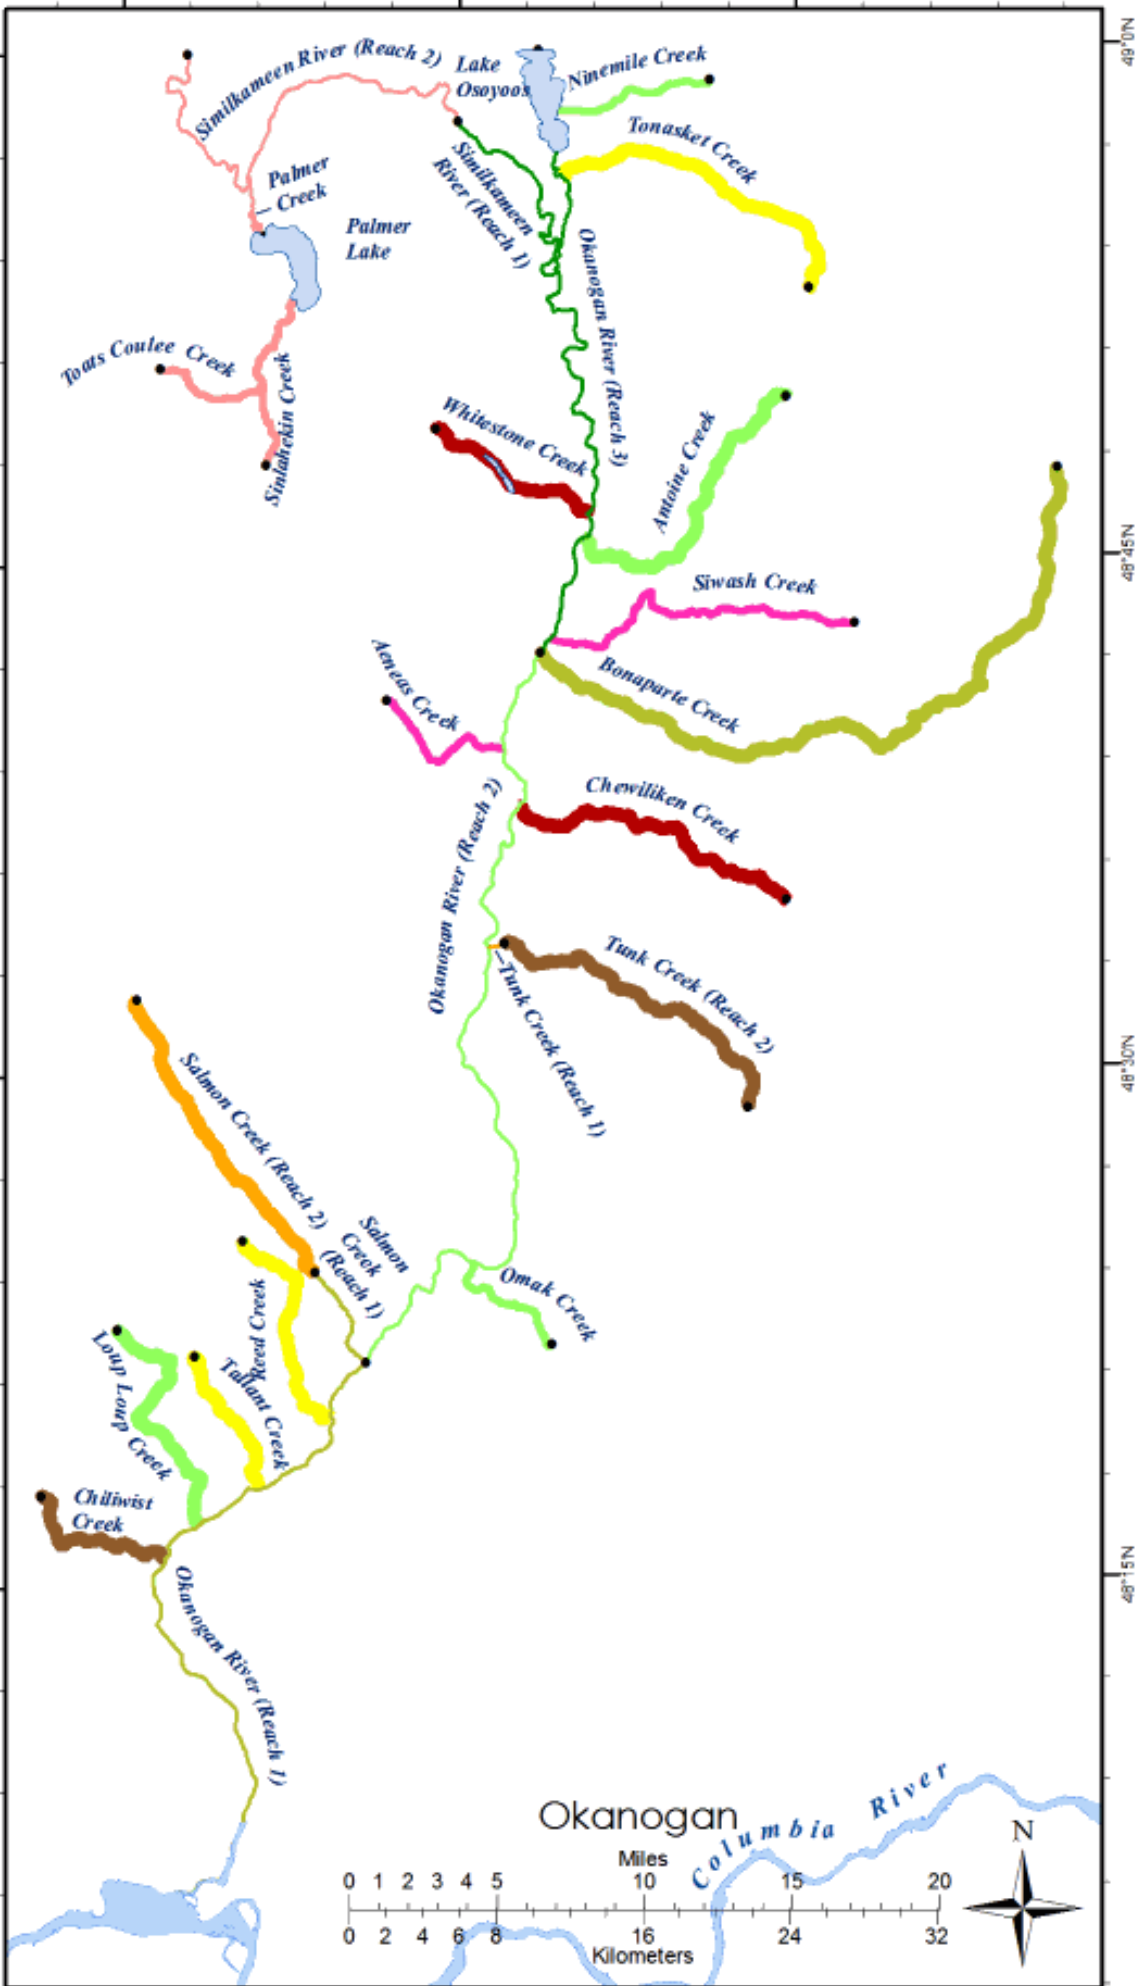 49°0'N
Similkameen River (Reach 2)
Lake
Osoyoos
Ninemile Creek
Tonasket Creek
Similkameen
River (Reach 1)
Palmer
Creek
Palmer
Lake
Okanogan River (Reach 3)
Toats Coulee Creek
Sinlahekin Creek
Whitestone Creek
Antoine Creek
48°45'N
Siwash Creek
Aeneas Creek
Bonaparte Creek
Okanogan River (Reach 2)
Chewiliken Creek
Tunk Creek (Reach 2)
Tunk Creek (Reach 1)
48°30'N
Salmon Creek (Reach 2)
Salmon
Creek
(Reach 1)
Omak Creek
Reed Creek
Loup Loup Creek
Tallant Creek
Chiliwist
Creek
48°15'N
Okanogan River (Reach 1)
Okanogan
Columbia River
N
Miles
0 1 2 3 4 5 10 15 20
0 2 4 6 8 16 24 32
Kilometers